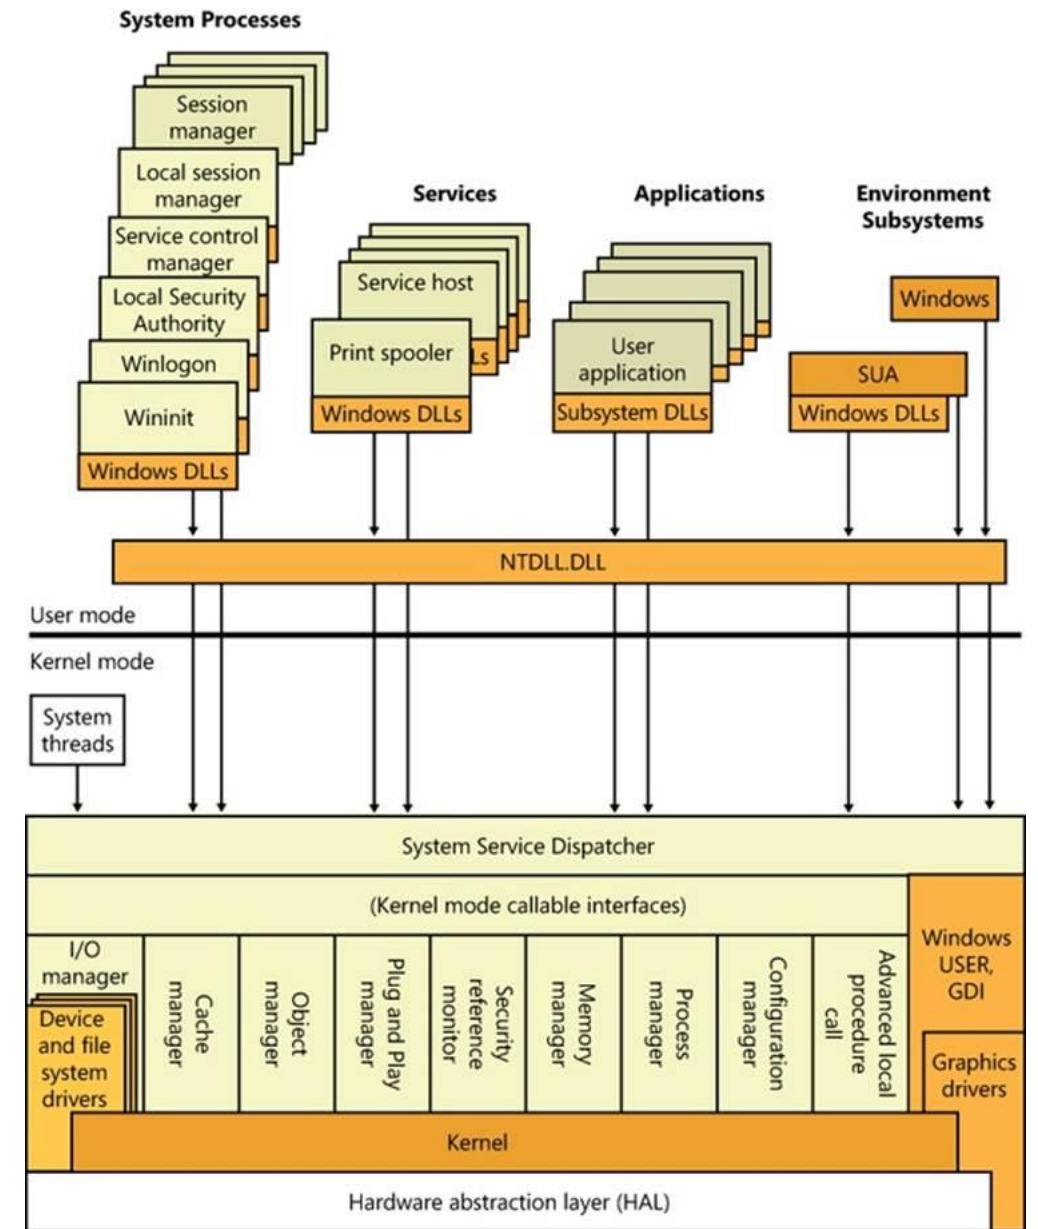 System Processes
Session
manager
Local session
manager
Service control
manager
Local Security
Authority
Winlogon
Wininit
Windows DLLs
Services
Service host
Ls
Print spooler
Windows DLLs
Applications
User
application
Subsystem DLLs
Environment
Subsystems
Windows
SUA
Windows DLLs
NTDLL.DLL
User mode
Kernel mode
System
threads
System Service Dispatcher
(Kernel mode callable interfaces)
I/O
manager
Device
and file
system
drivers
Cache
manager
Object
manager
Plug and Play
manager
Security
reference
monitor
Memory
manager
Process
manager
Configuration
manager
Advanced local
procedure
call
Windows
USER,
GDI
Graphics
drivers
Kernel
Hardware abstraction layer (HAL)